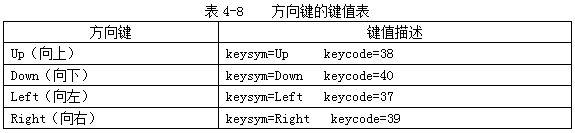 表 4-8 方向键的键值表
方向键 键值描述
Up（向上） keysym=Up keycode=38
Down（向下） keysym=Down keycode=40
Left（向左） keysym=Left keycode=37
Right（向右） keysym=Right keycode=39